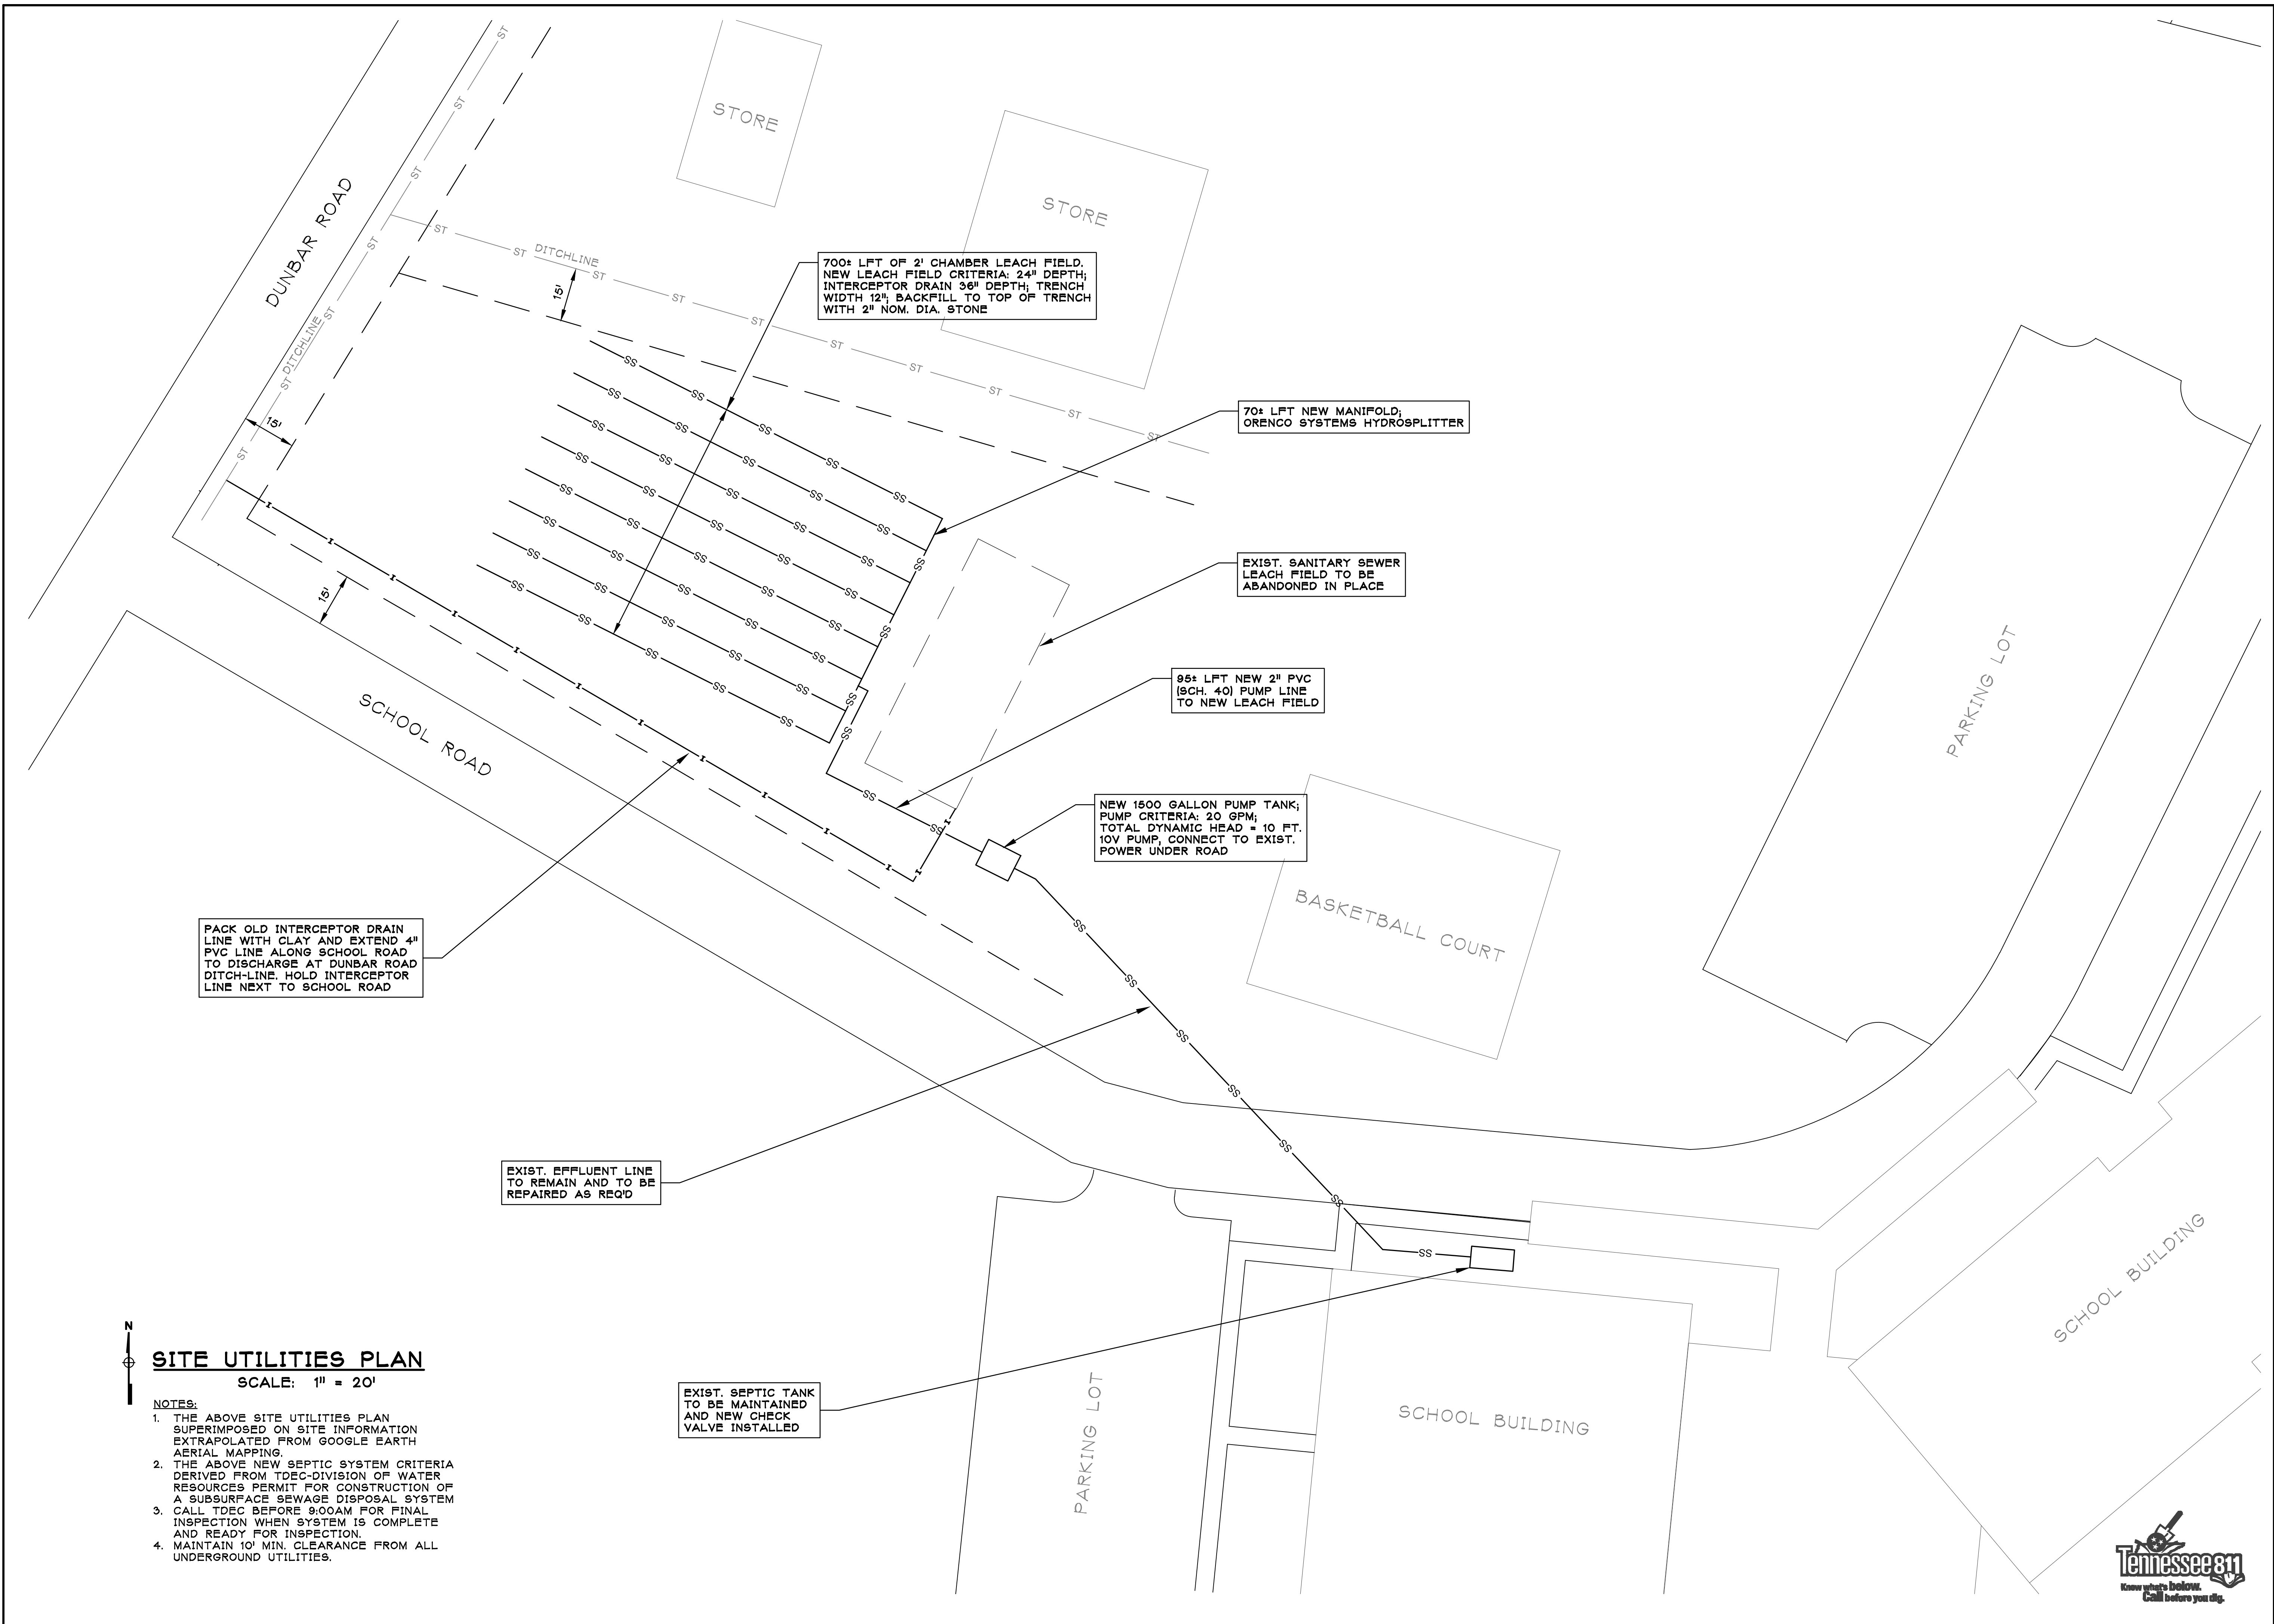 STORE
STORE
DUNBAR ROAD
DITCHLINE
DITCHLINE
15'
15'
15'
700± LFT OF 2' CHAMBER LEACH FIELD.
NEW LEACH FIELD CRITERIA: 24" DEPTH;
INTERCEPTOR DRAIN 36" DEPTH; TRENCH
WIDTH 12"; BACKFILL TO TOP OF TRENCH
WITH 2" NOM. DIA. STONE
70± LFT NEW MANIFOLD;
ORENCO SYSTEMS HYDROSPLITTER
EXIST. SANITARY SEWER
LEACH FIELD TO BE
ABANDONED IN PLACE
95± LFT NEW 2" PVC
(SCH. 40) PUMP LINE
TO NEW LEACH FIELD
NEW 1500 GALLON PUMP TANK;
PUMP CRITERIA: 20 GPM;
TOTAL DYNAMIC HEAD = 10 FT.
10V PUMP, CONNECT TO EXIST.
POWER UNDER ROAD
PARKING LOT
SCHOOL ROAD
BASKETBALL COURT
PACK OLD INTERCEPTOR DRAIN
LINE WITH CLAY AND EXTEND 4"
PVC LINE ALONG SCHOOL ROAD
TO DISCHARGE AT DUNBAR ROAD
DITCH-LINE. HOLD INTERCEPTOR
LINE NEXT TO SCHOOL ROAD
EXIST. EFFLUENT LINE
TO REMAIN AND TO BE
REPAIRED AS REQ'D
EXIST. SEPTIC TANK
TO BE MAINTAINED
AND NEW CHECK
VALVE INSTALLED
PARKING LOT
SCHOOL BUILDING
SCHOOL BUILDING
N
SITE UTILITIES PLAN
SCALE: 1" = 20'
NOTES:
1. THE ABOVE SITE UTILITIES PLAN
SUPERIMPOSED ON SITE INFORMATION
EXTRAPOLATED FROM GOOGLE EARTH
AERIAL MAPPING.
2. THE ABOVE NEW SEPTIC SYSTEM CRITERIA
DERIVED FROM TDEC-DIVISION OF WATER
RESOURCES PERMIT FOR CONSTRUCTION OF
A SUBSURFACE SEWAGE DISPOSAL SYSTEM
3. CALL TDEC BEFORE 9:00AM FOR FINAL
INSPECTION WHEN SYSTEM IS COMPLETE
AND READY FOR INSPECTION.
4. MAINTAIN 10' MIN. CLEARANCE FROM ALL
UNDERGROUND UTILITIES.
Tennessee 811
Know what's below.
Call before you dig.